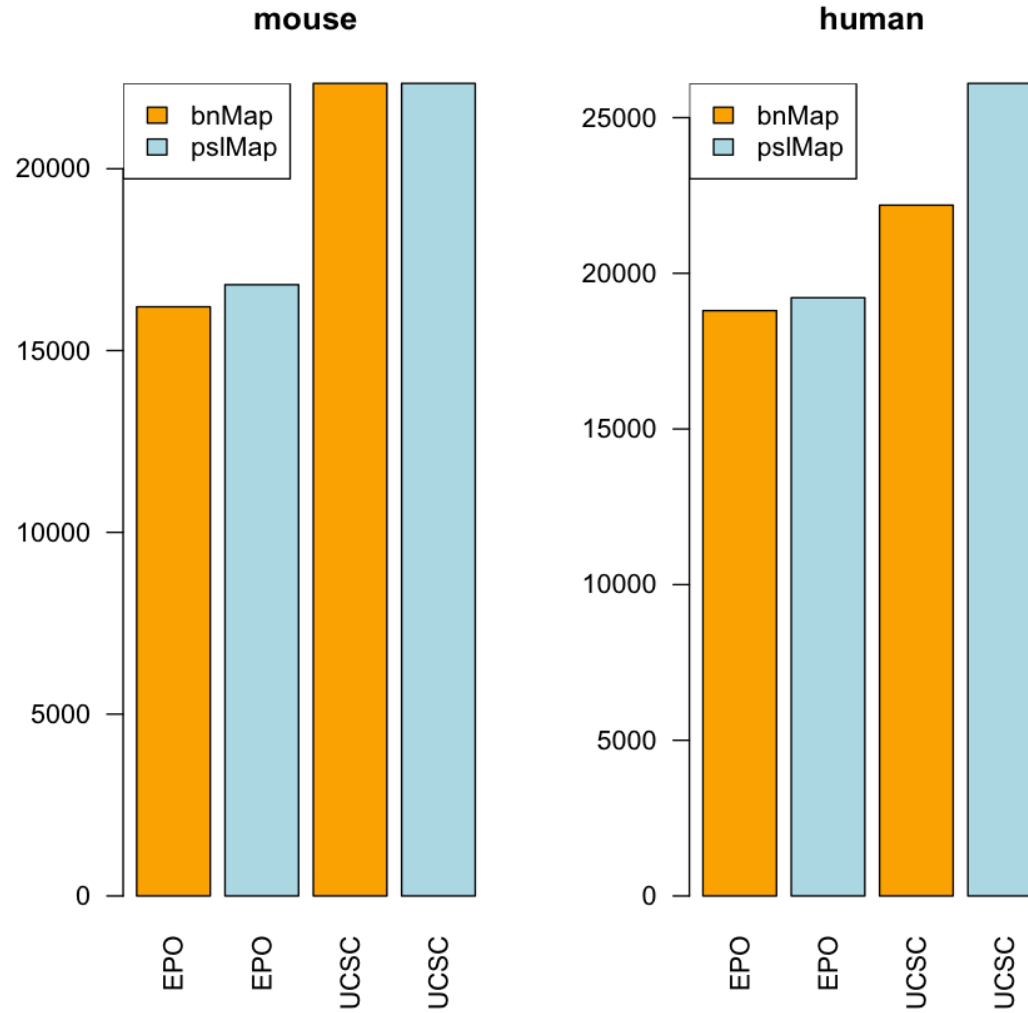 mouse
bnMap
pslMap
20000
15000
10000
5000
0
EPO
EPO
UCSC
UCSC
human
bnMap
pslMap
25000
20000
15000
10000
5000
0
EPO
EPO
UCSC
UCSC